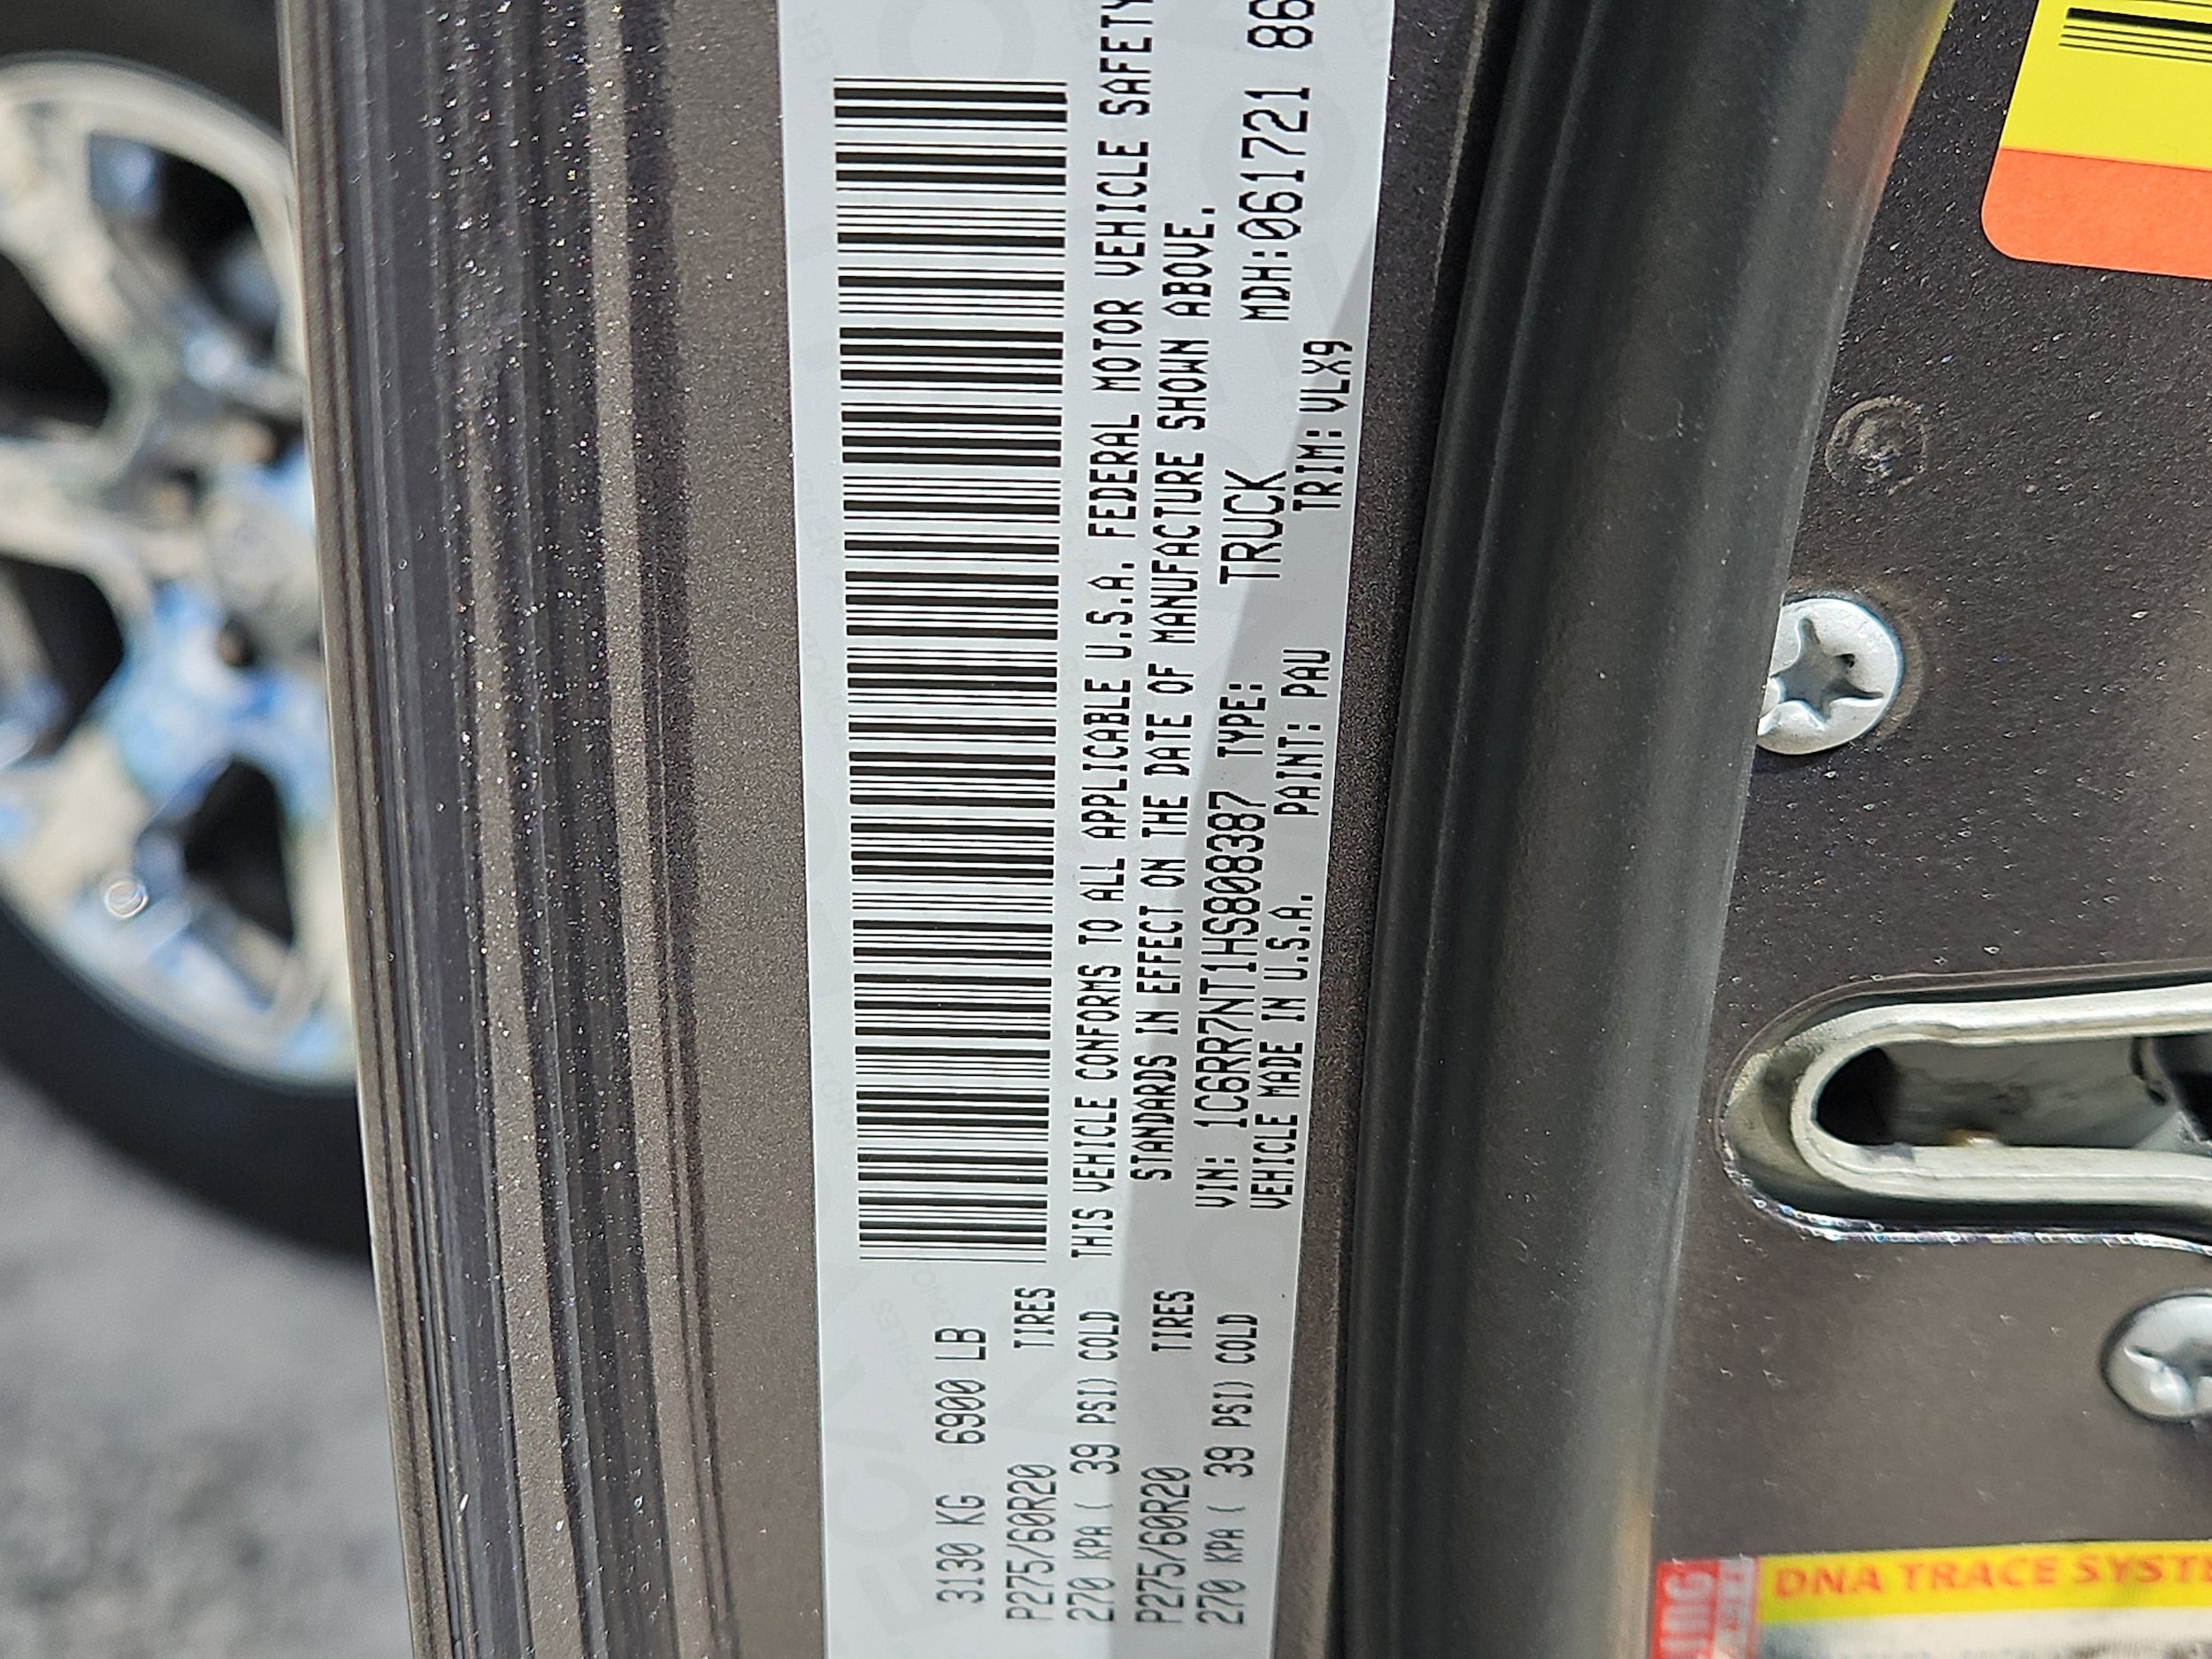 3130 KG 6900 LB
P275/60R20 TIRES
270 KPA ( 39 PSI) COLD
P275/60R20 TIRES
270 KPA ( 39 PSI) COLD
THIS VEHICLE CONFORMS TO ALL APPLICABLE U.S.A. FEDERAL MOTOR VEHICLE SAFETY
STANDARDS IN EFFECT ON THE DATE OF MANUFACTURE SHOWN ABOVE.
VIN: 1C6RR7NT1HS808387 TYPE: TRUCK MDH:061721 88
VEHICLE MADE IN U.S.A. PAINT: PAU TRIM: VLX9
DNA TRACE SYSTE